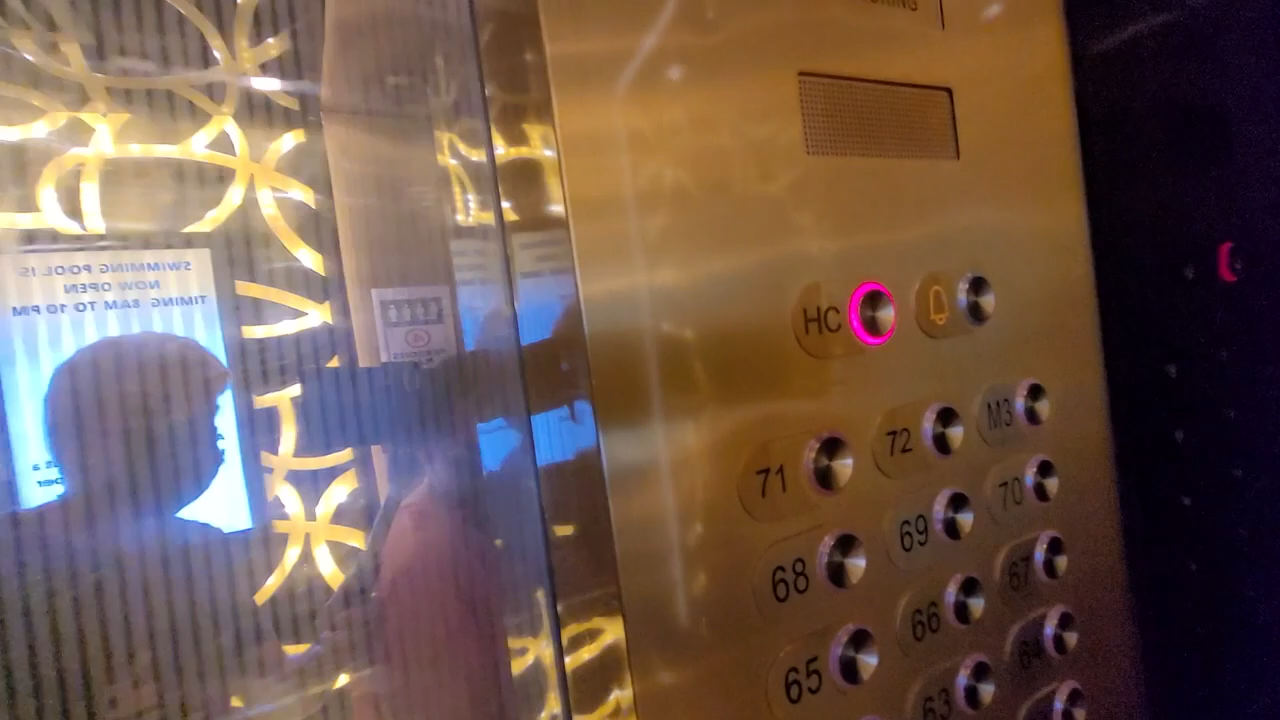 SWIMMING POOL IS
NOW OPEN
TIMING 8AM TO 10 PM
HC
71 72 M3
68 69 70
65 66 67
63 64